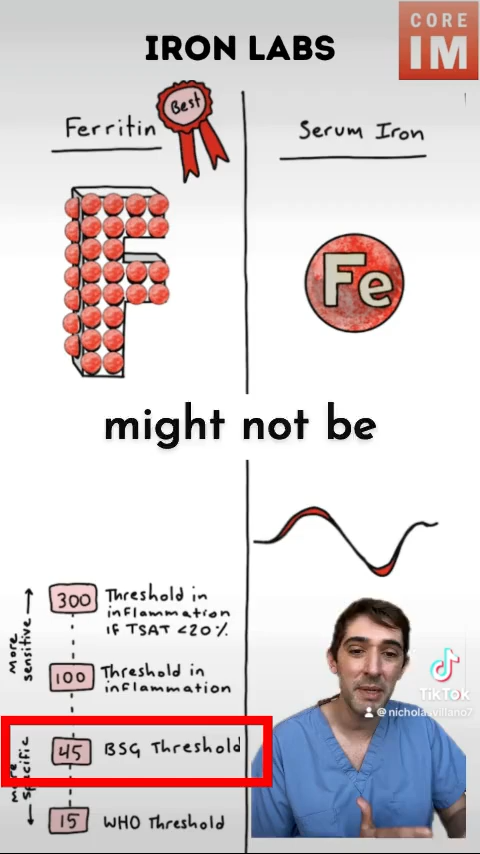 IRON LABS
CORE
IM
Ferritin
Best
Serum Iron
Fe
might not be
300
Threshold in
inflammation
if TSAT <20%
more
sensitive
100
Threshold in
inflammation
45
BSG Threshold
more
specific
15
WHO Threshold
TikTok
@nicholasvillano7